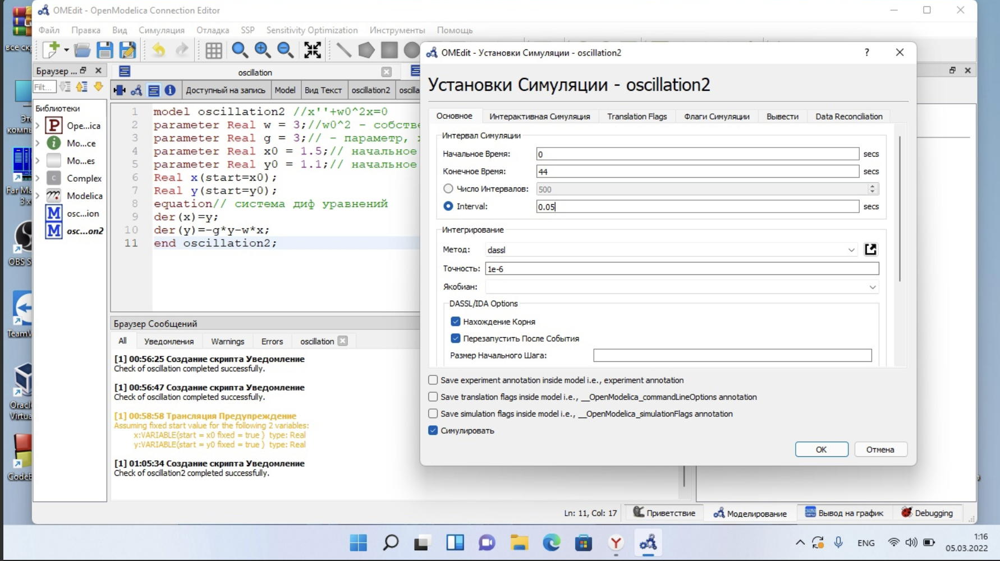 OMEdit - OpenModelica Connection Editor
Файл Правка Вид Симуляция Отладка SSP Sensitivity Optimization Инструменты Помощь
Браузер ...
oscillation
Filt...
Доступный на запись Model Вид Текст oscillation2 oscilla
Библиотеки
Ope...ica
Mo...ce
Mo...es
Complex
Modelica
osc...ion
osc...on2
1 model oscillation2 //x''+w0^2x=0
2 parameter Real w = 3;//w0^2 - собстве
3 parameter Real g = 3;// - параметр,
4 parameter Real x0 = 1.5;// начальное
5 parameter Real y0 = 1.1;// начальное
6 Real x(start=x0);
7 Real y(start=y0);
8 equation// система диф уравнений
9 der(x)=y;
10 der(y)=-g*y-w*x;
11 end oscillation2;
Браузер Сообщений
All Уведомления Warnings Errors oscillation
[1] 00:56:25 Создание скрипта Уведомление
Check of oscillation completed successfully.
[1] 00:56:47 Создание скрипта Уведомление
Check of oscillation completed successfully.
[1] 00:58:58 Трансляция Предупреждение
Assuming fixed start value for the following 2 variables:
x:VARIABLE(start = x0 fixed = true ) type: Real
y:VARIABLE(start = y0 fixed = true ) type: Real
[1] 01:05:34 Создание скрипта Уведомление
Check of oscillation2 completed successfully.
OMEdit - Установки Симуляции - oscillation2
?
Установки Симуляции - oscillation2
Основное Интерактивная Симуляция Translation Flags Флаги Симуляции Вывести Data Reconciliation
Интервал Симуляции
Начальное Время: 0 secs
Конечное Время: 44 secs
Число Интервалов: 500
Interval: 0.05 secs
Интегрирование
Метод: dassl
Точность: 1e-6
Якобиан:
DASSL/IDA Options
Нахождение Корня
Перезапустить После События
Размер Начального Шага:
Save experiment annotation inside model i.e., experiment annotation
Save translation flags inside model i.e., __OpenModelica_commandLineOptions annotation
Save simulation flags inside model i.e., __OpenModelica_simulationFlags annotation
Симулировать
OK Отмена
Ln: 11, Col: 17 Приветствие Моделирование Вывод на график Debugging
все ск
Это
комп
Far Ma
3 x
OBS S
TeamV
Oracl
Virtua
CodeB
ENG
1:16
05.03.2022